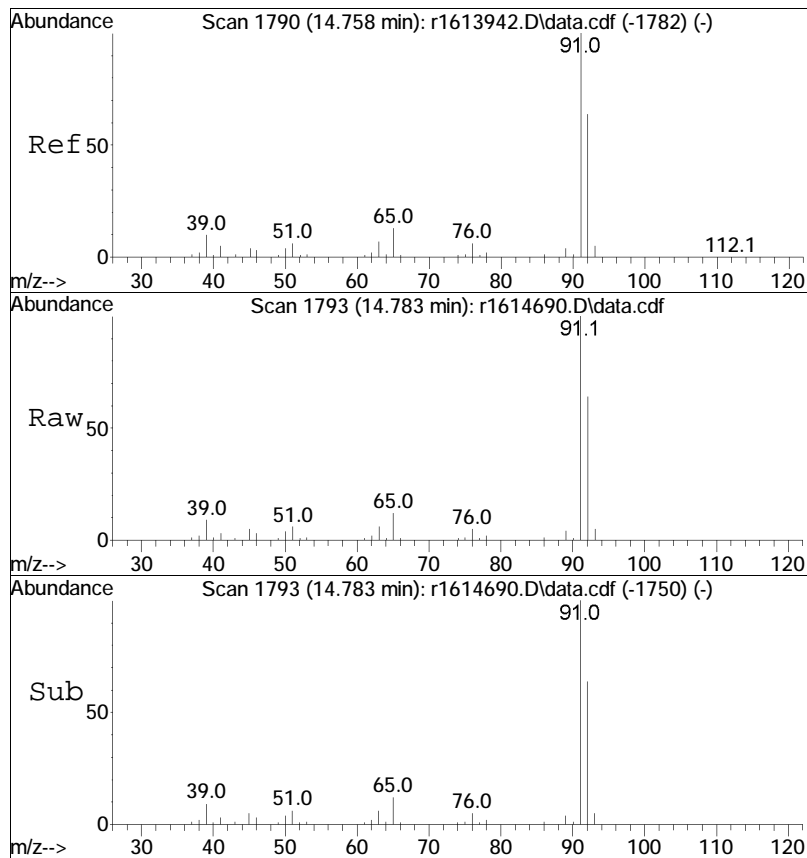 Abundance Scan 1790 (14.758 min): r1613942.D\data.cdf (-1782) (-)
91.0
Ref 50
39.0 51.0 65.0 76.0 112.1
0
m/z--> 30 40 50 60 70 80 90 100 110 120
Abundance Scan 1793 (14.783 min): r1614690.D\data.cdf
91.1
Raw 50
39.0 51.0 65.0 76.0
0
m/z--> 30 40 50 60 70 80 90 100 110 120
Abundance Scan 1793 (14.783 min): r1614690.D\data.cdf (-1750) (-)
91.0
Sub 50
39.0 51.0 65.0 76.0
0
m/z--> 30 40 50 60 70 80 90 100 110 120